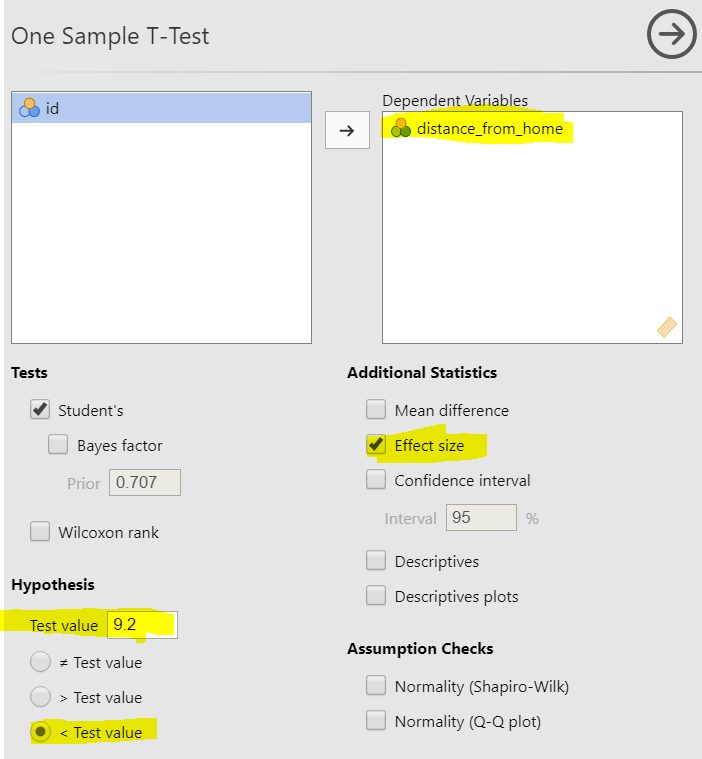 One Sample T-Test
id
Dependent Variables
distance_from_home
Tests
Student's
Bayes factor
Prior 0.707
Wilcoxon rank
Hypothesis
Test value 9.2
≠ Test value
> Test value
< Test value
Additional Statistics
Mean difference
Effect size
Confidence interval
Interval 95 %
Descriptives
Descriptives plots
Assumption Checks
Normality (Shapiro-Wilk)
Normality (Q-Q plot)